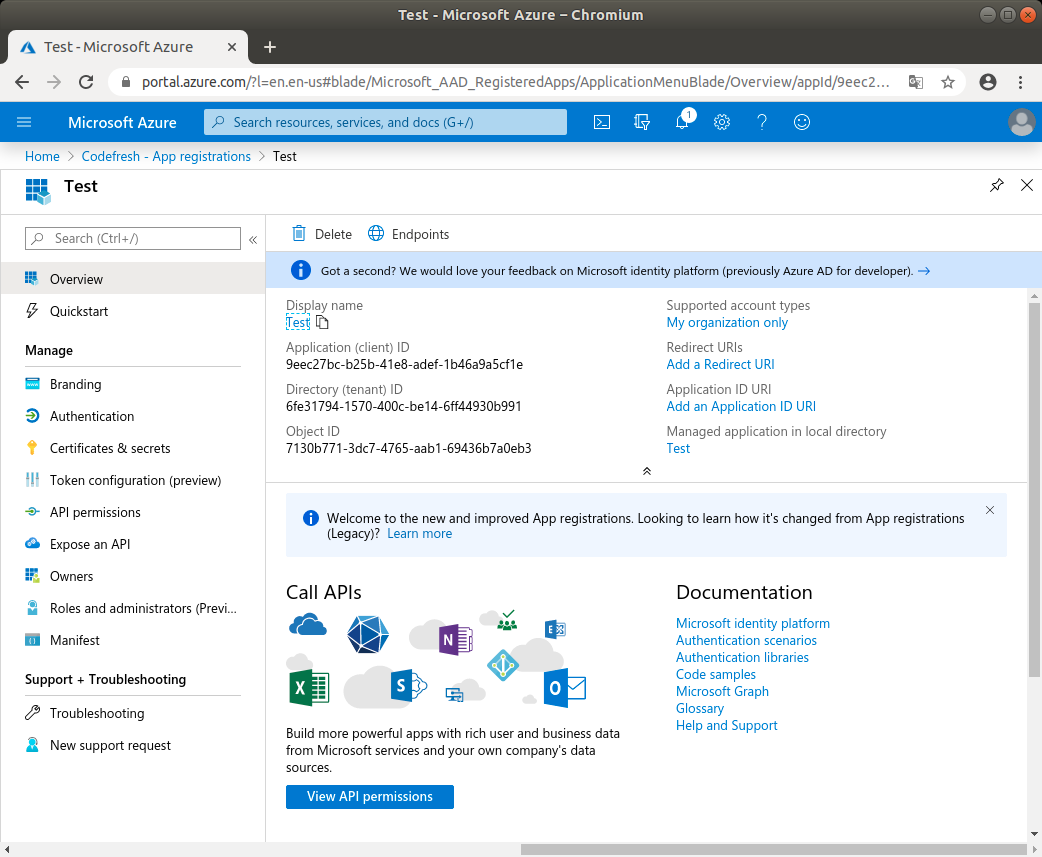 Test - Microsoft Azure – Chromium
Test - Microsoft Azure
portal.azure.com/?l=en.en-us#blade/Microsoft_AAD_RegisteredApps/ApplicationMenuBlade/Overview/appId/9eec2...
Microsoft Azure
Search resources, services, and docs (G+/)
1
Home > Codefresh - App registrations > Test
Test
Search (Ctrl+/)
«
Overview
Quickstart
Manage
Branding
Authentication
Certificates & secrets
Token configuration (preview)
API permissions
Expose an API
Owners
Roles and administrators (Previ...
Manifest
Support + Troubleshooting
Troubleshooting
New support request
Delete
Endpoints
Got a second? We would love your feedback on Microsoft identity platform (previously Azure AD for developer). →
Display name
Test
Application (client) ID
9eec27bc-b25b-41e8-adef-1b46a9a5cf1e
Directory (tenant) ID
6fe31794-1570-400c-be14-6ff44930b991
Object ID
7130b771-3dc7-4765-aab1-69436b7a0eb3
Supported account types
My organization only
Redirect URIs
Add a Redirect URI
Application ID URI
Add an Application ID URI
Managed application in local directory
Test
Welcome to the new and improved App registrations. Looking to learn how it's changed from App registrations
(Legacy)? Learn more
Call APIs
N
E
X
S
O
Build more powerful apps with rich user and business data
from Microsoft services and your own company's data
sources.
View API permissions
Documentation
Microsoft identity platform
Authentication scenarios
Authentication libraries
Code samples
Microsoft Graph
Glossary
Help and Support